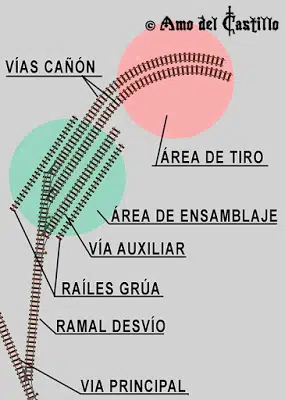 © Amo del Castillo
VÍAS CAÑÓN
ÁREA DE TIRO
ÁREA DE ENSAMBLAJE
VÍA AUXILIAR
RAÍLES GRÚA
RAMAL DESVÍO
VIA PRINCIPAL